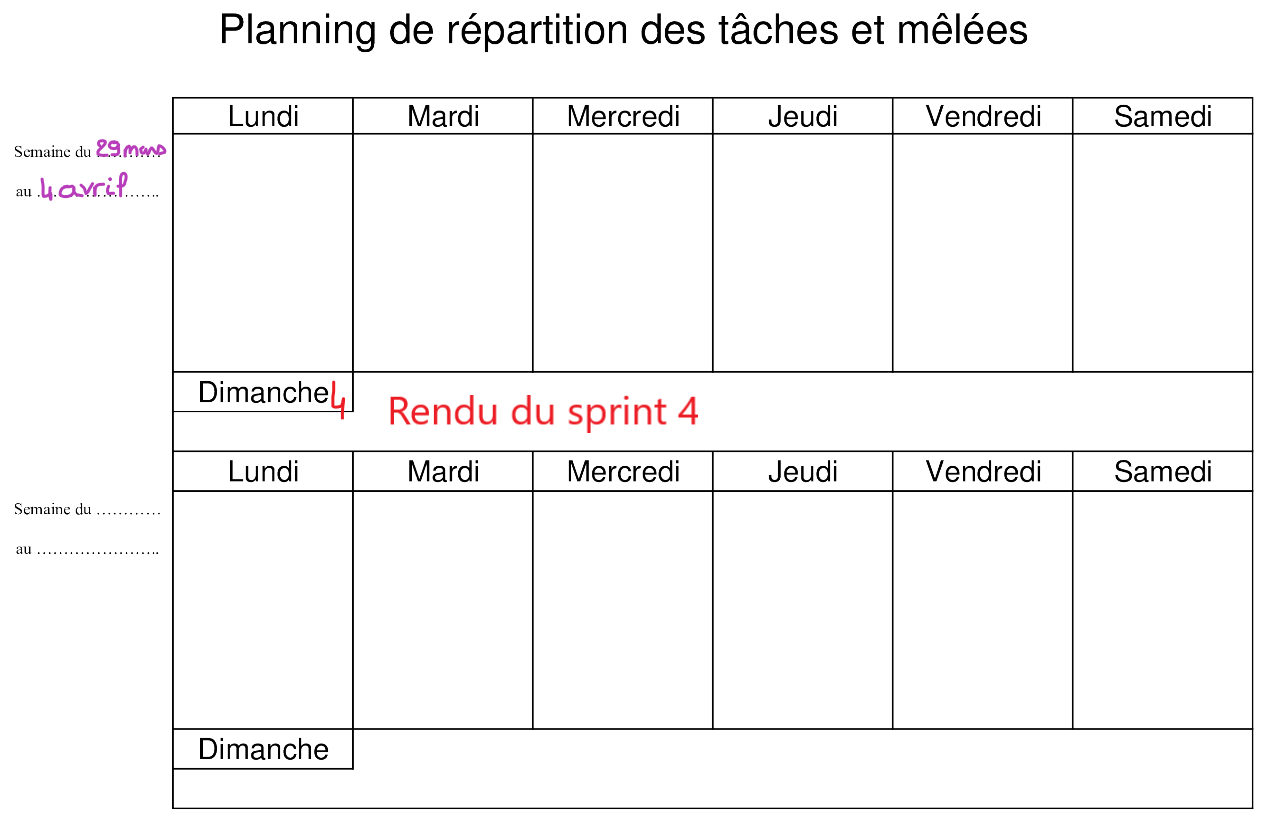 Planning de répartition des tâches et mêlées
Lundi Mardi Mercredi Jeudi Vendredi Samedi
Semaine du 29 mars
au 4 avril
Dimanche 4 Rendu du sprint 4
Lundi Mardi Mercredi Jeudi Vendredi Samedi
Semaine du …………
au …………………..
Dimanche